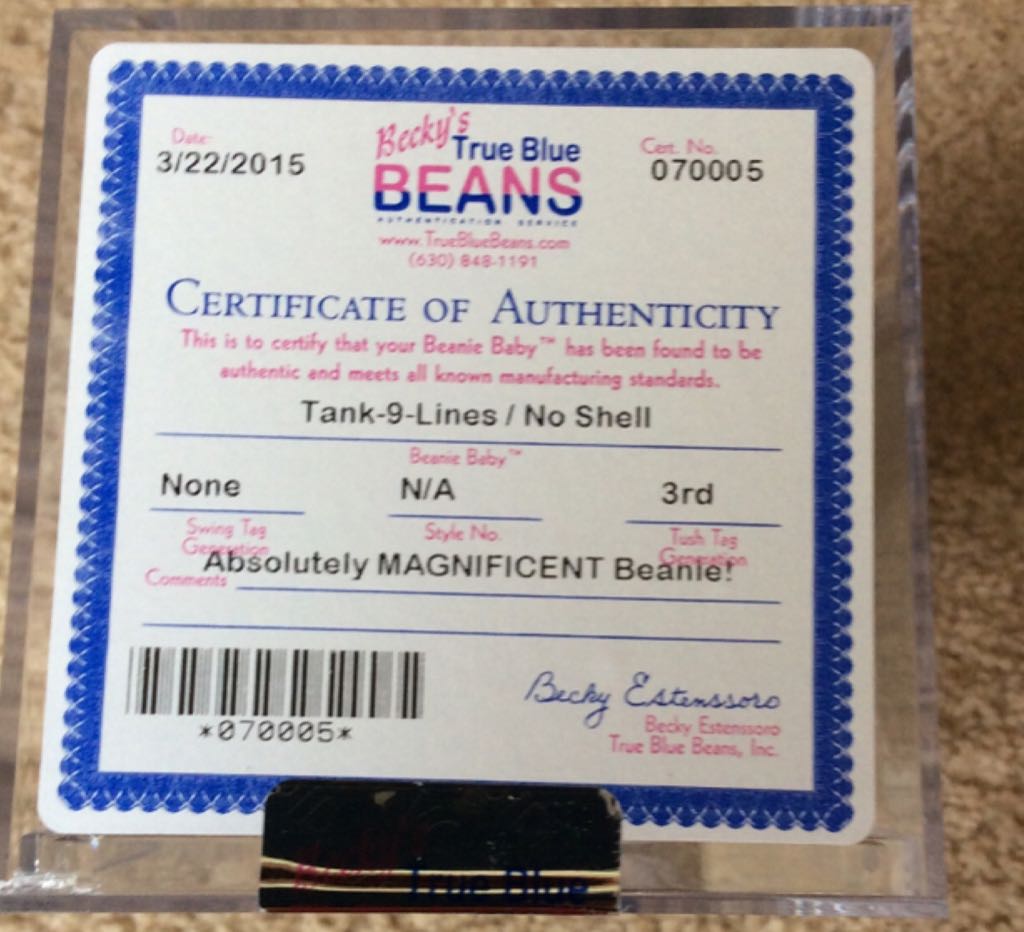 Date:
3/22/2015
Becky's
True Blue
BEANS
AUTHENTICATION SERVICE
www.TrueBlueBeans.com
(630) 848-1191
Cert. No.
070005
CERTIFICATE OF AUTHENTICITY
This is to certify that your Beanie Baby™ has been found to be
authentic and meets all known manufacturing standards.
Tank-9-Lines / No Shell
Beanie Baby™
None N/A 3rd
Swing Tag Generation
Style No.
Tush Tag Generation
Absolutely MAGNIFICENT Beanie!
Comments
*070005*
Becky Estenssoro
Becky Estenssoro
True Blue Beans, Inc.
True Blue